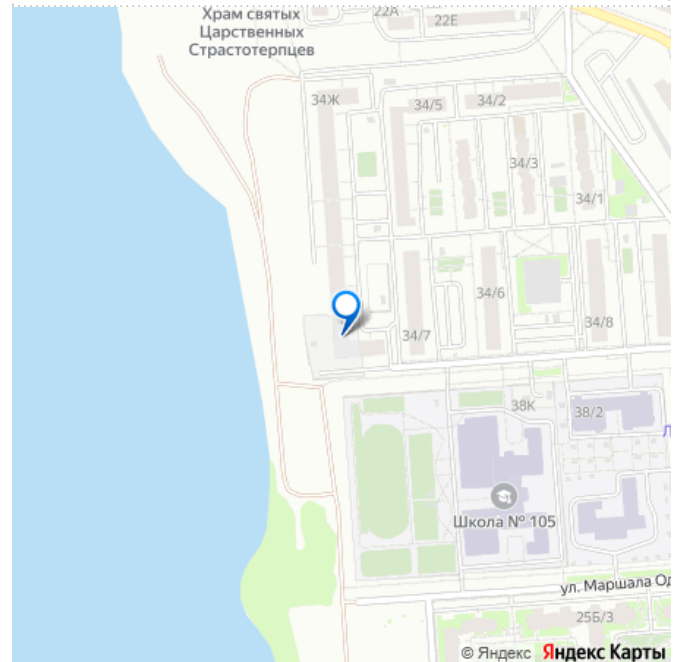 Храм святых
Царственных
Страстотерпцев
22А
22Е
34Ж
34/5
34/2
34/3
34/1
34/6
34/7
34/8
38К
38/2
Л
Школа № 105
ул. Маршала Од
25Б/3
© Яндекс Яндекс Карты